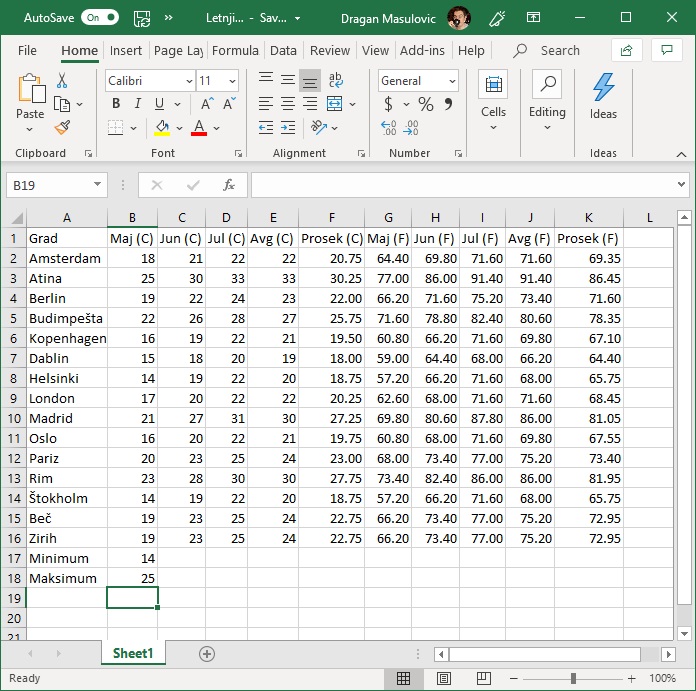 AutoSave On Letnji... - Sav... Dragan Masulovic
File Home Insert Page Lay Formula Data Review View Add-ins Help Search
Calibri 11 General
Paste B I U A A ab $ % 9 Cells Editing Ideas
.00 .00
Clipboard Font Alignment Number Ideas
B19 fx
A B C D E F G H I J K L
1 Grad Maj (C) Jun (C) Jul (C) Avg (C) Prosek (C) Maj (F) Jun (F) Jul (F) Avg (F) Prosek (F)
2 Amsterdam 18 21 22 22 20.75 64.40 69.80 71.60 71.60 69.35
3 Atina 25 30 33 33 30.25 77.00 86.00 91.40 91.40 86.45
4 Berlin 19 22 24 23 22.00 66.20 71.60 75.20 73.40 71.60
5 Budimpešta 22 26 28 27 25.75 71.60 78.80 82.40 80.60 78.35
6 Kopenhagen 16 19 22 21 19.50 60.80 66.20 71.60 69.80 67.10
7 Dablin 15 18 20 19 18.00 59.00 64.40 68.00 66.20 64.40
8 Helsinki 14 19 22 20 18.75 57.20 66.20 71.60 68.00 65.75
9 London 17 20 22 22 20.25 62.60 68.00 71.60 71.60 68.45
10 Madrid 21 27 31 30 27.25 69.80 80.60 87.80 86.00 81.05
11 Oslo 16 20 22 21 19.75 60.80 68.00 71.60 69.80 67.55
12 Pariz 20 23 25 24 23.00 68.00 73.40 77.00 75.20 73.40
13 Rim 23 28 30 30 27.75 73.40 82.40 86.00 86.00 81.95
14 Štokholm 14 19 22 20 18.75 57.20 66.20 71.60 68.00 65.75
15 Beč 19 23 25 24 22.75 66.20 73.40 77.00 75.20 72.95
16 Zirih 19 23 25 24 22.75 66.20 73.40 77.00 75.20 72.95
17 Minimum 14
18 Maksimum 25
19
20
21
Sheet1
Ready 100%